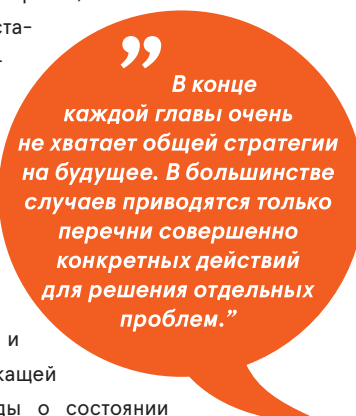 ста-
”
В конце
каждой главы очень
не хватает общей стратегии
на будущее. В большинстве
случаев приводятся только
перечни совершенно
конкретных действий
для решения отдельных
проблем.”
и
кащей
ды о состоянии